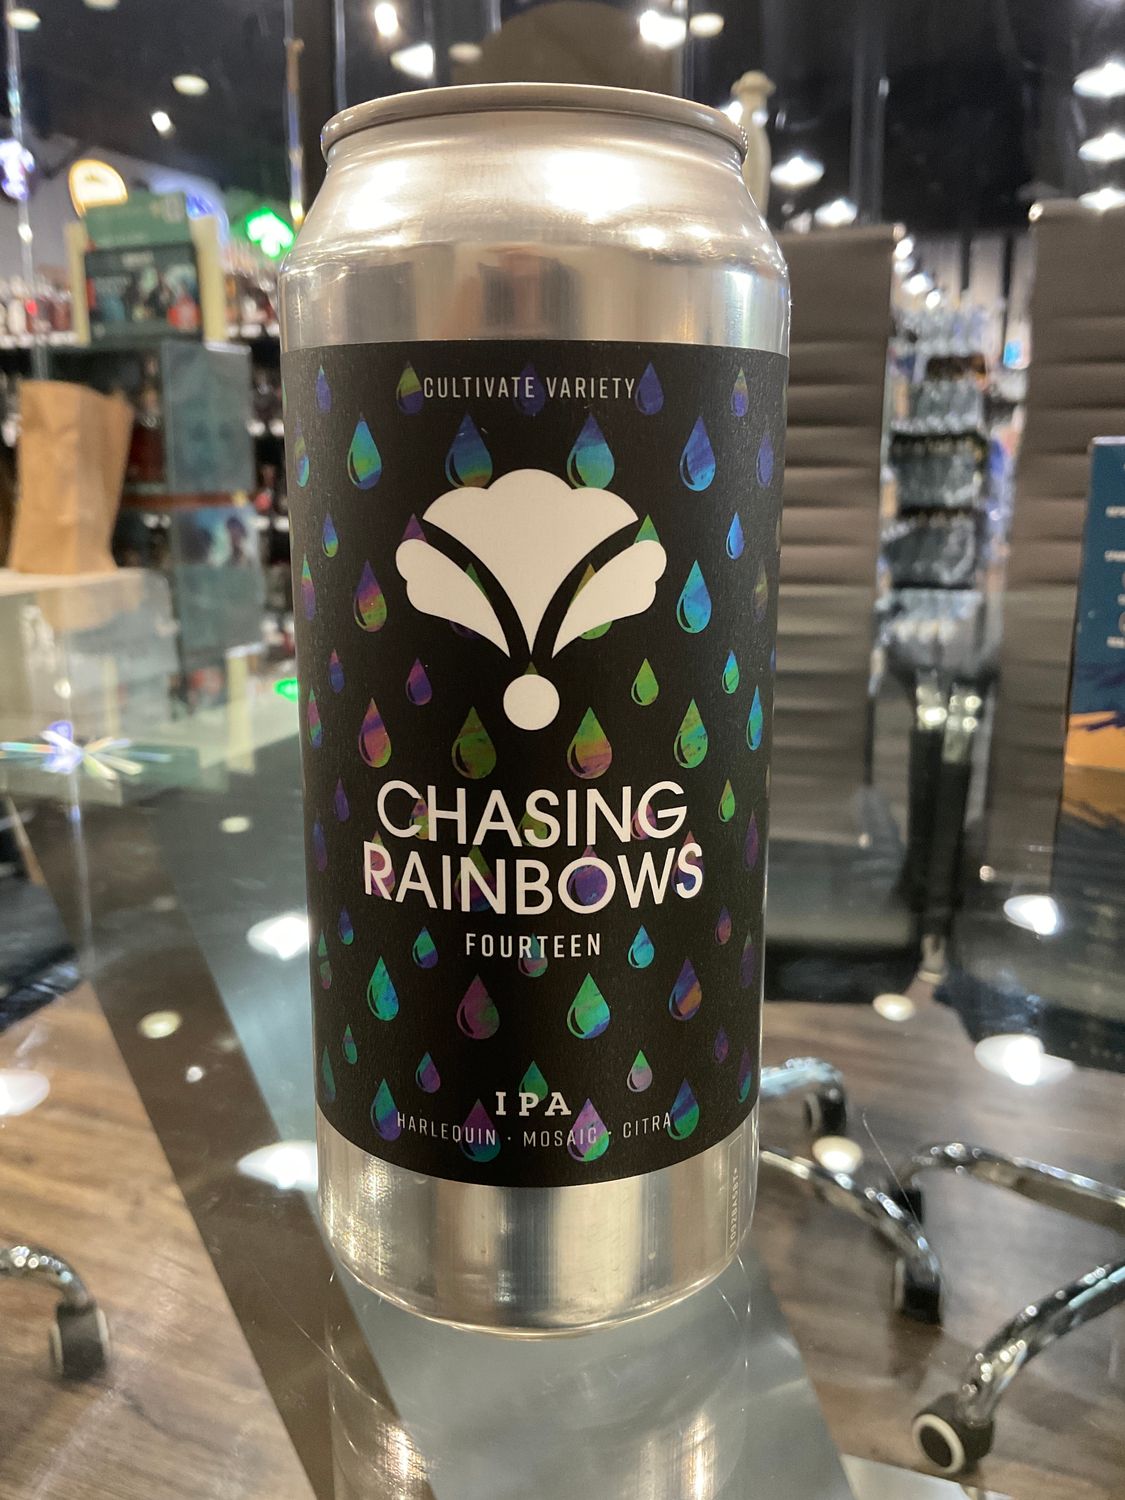 CULTIVATE VARIETY
CHASING
RAINBOWS
FOURTEEN
IPA
HARLEQUIN · MOSAIC · CITRA